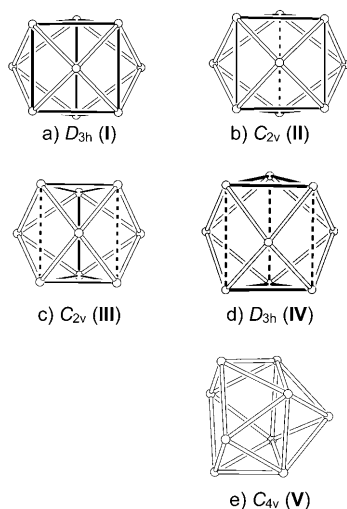 a) D3h (I)
b) C2v (II)
c) C2v (III)
d) D3h (IV)
e) C4v (V)